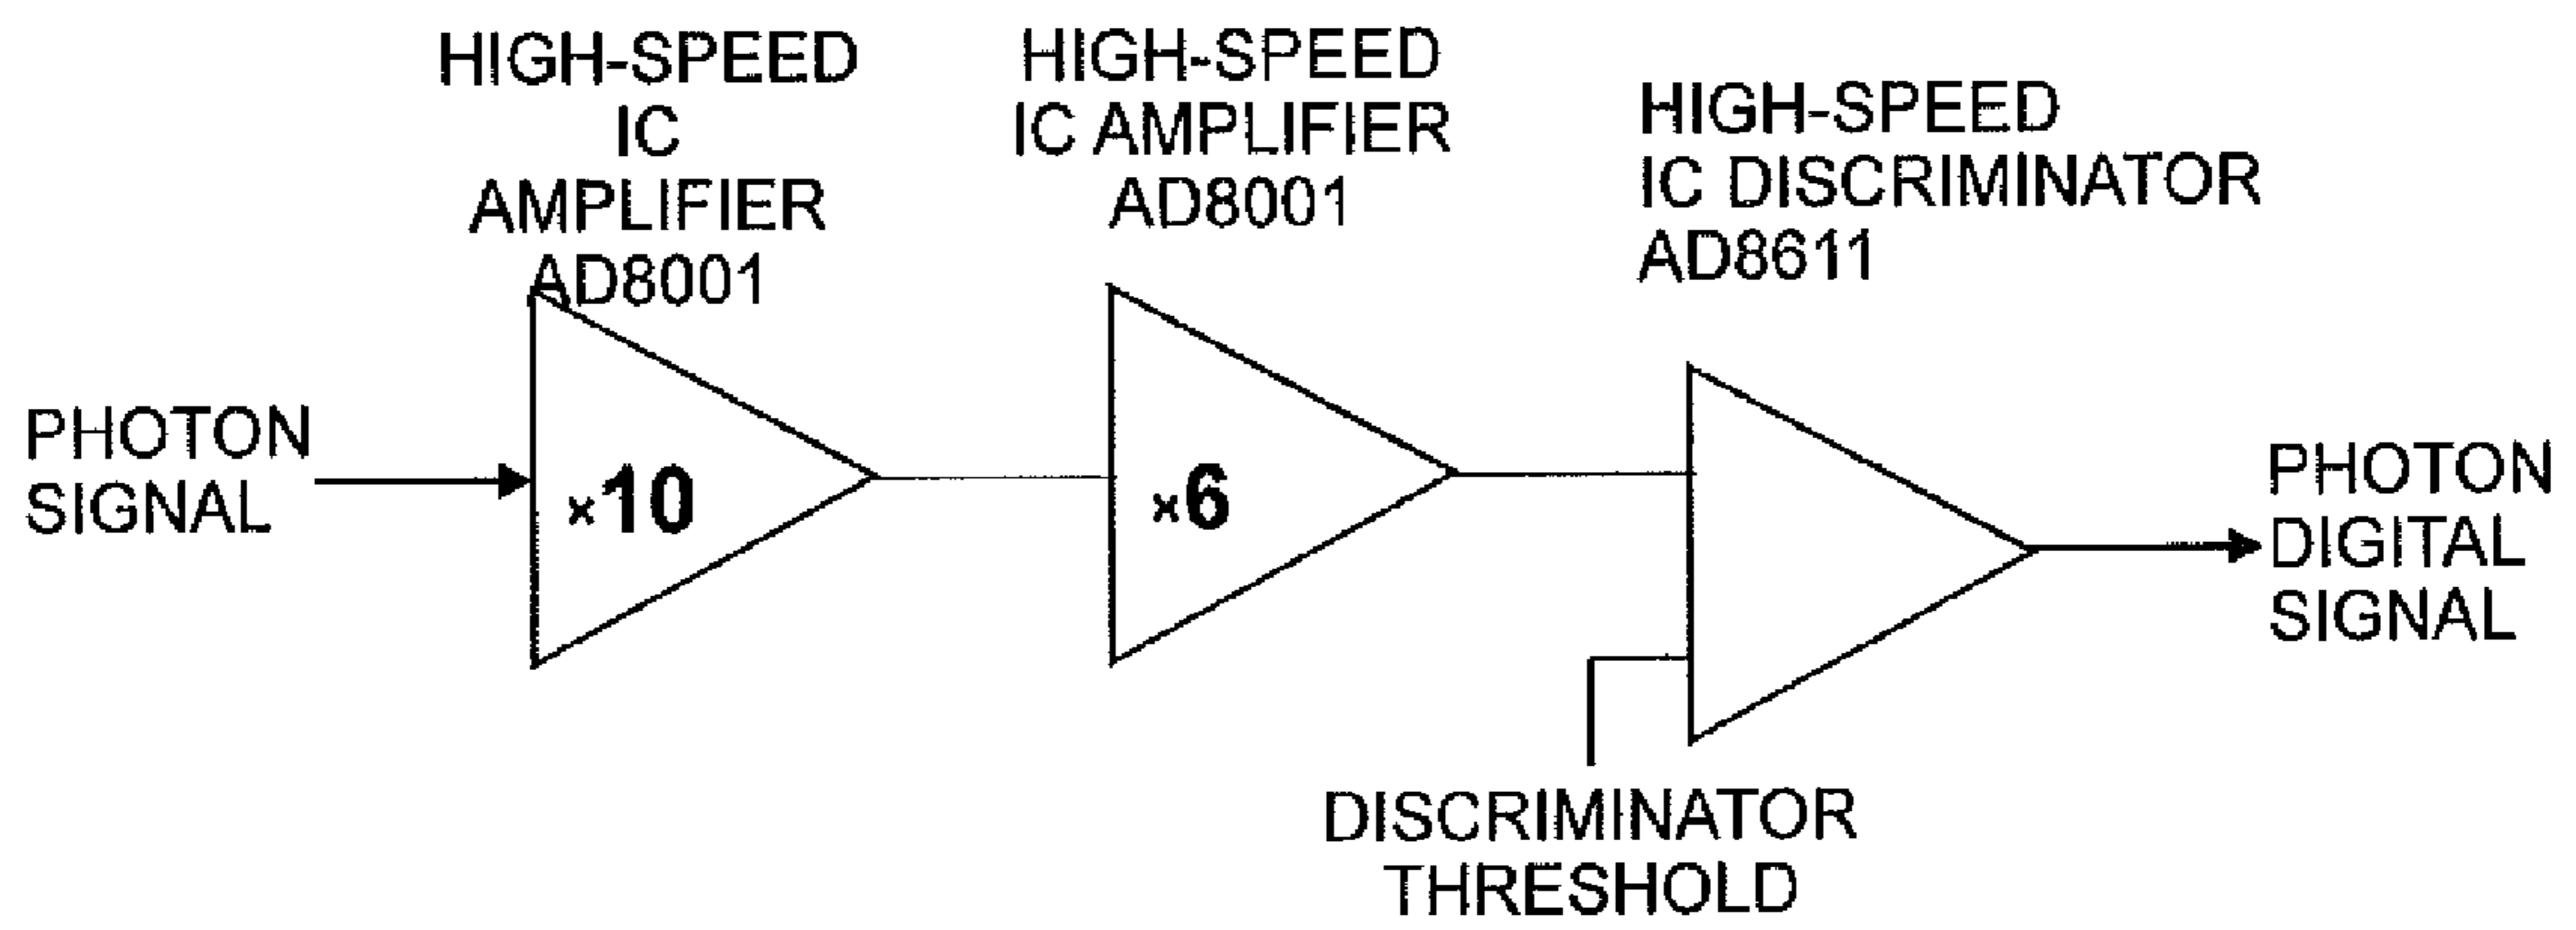 HIGH-SPEED
IC
AMPLIFIER
AD8001
HIGH-SPEED
IC AMPLIFIER
AD8001
HIGH-SPEED
IC DISCRIMINATOR
AD8611
PHOTON
SIGNAL
×10
×6
PHOTON
DIGITAL
SIGNAL
DISCRIMINATOR
THRESHOLD